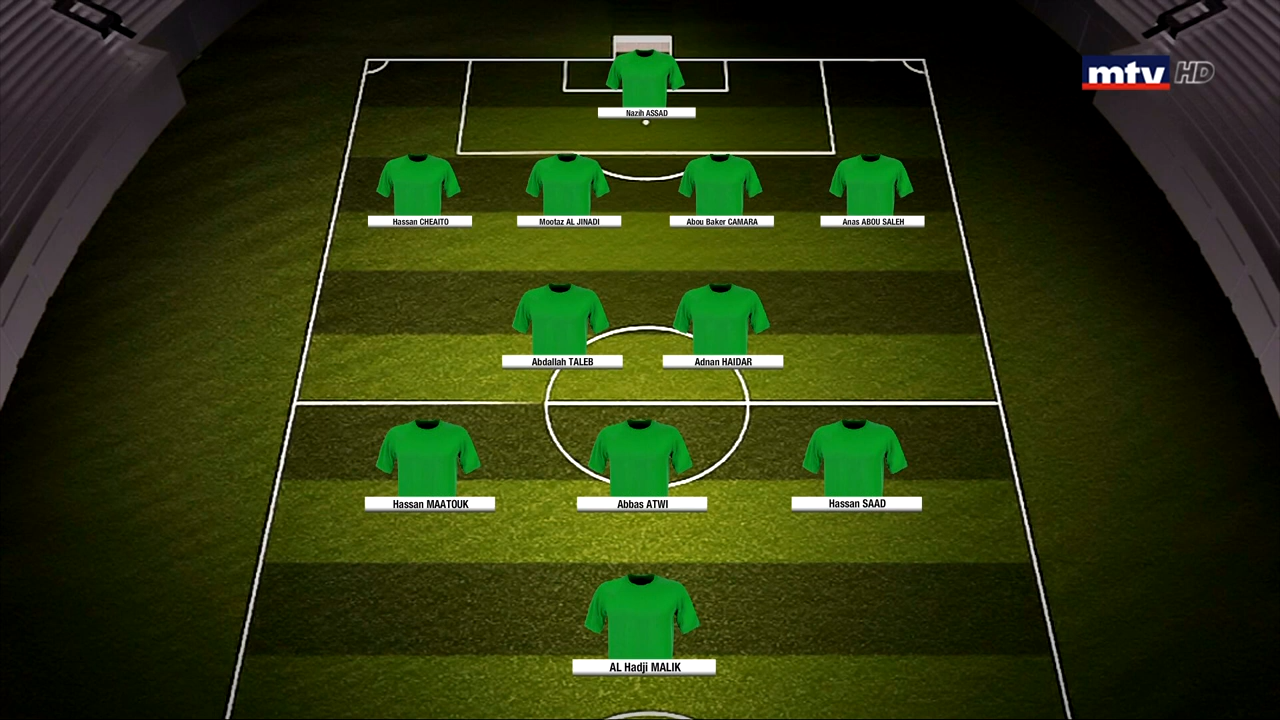 mtv HD
Nazih ASSAD
Hassan CHEAITO
Mootaz AL JINADI
Abou Baker CAMARA
Anas ABOU SALEH
Abdallah TALEB
Adnan HAIDAR
Hassan MAATOUK
Abbas ATWI
Hassan SAAD
AL Hadji MALIK